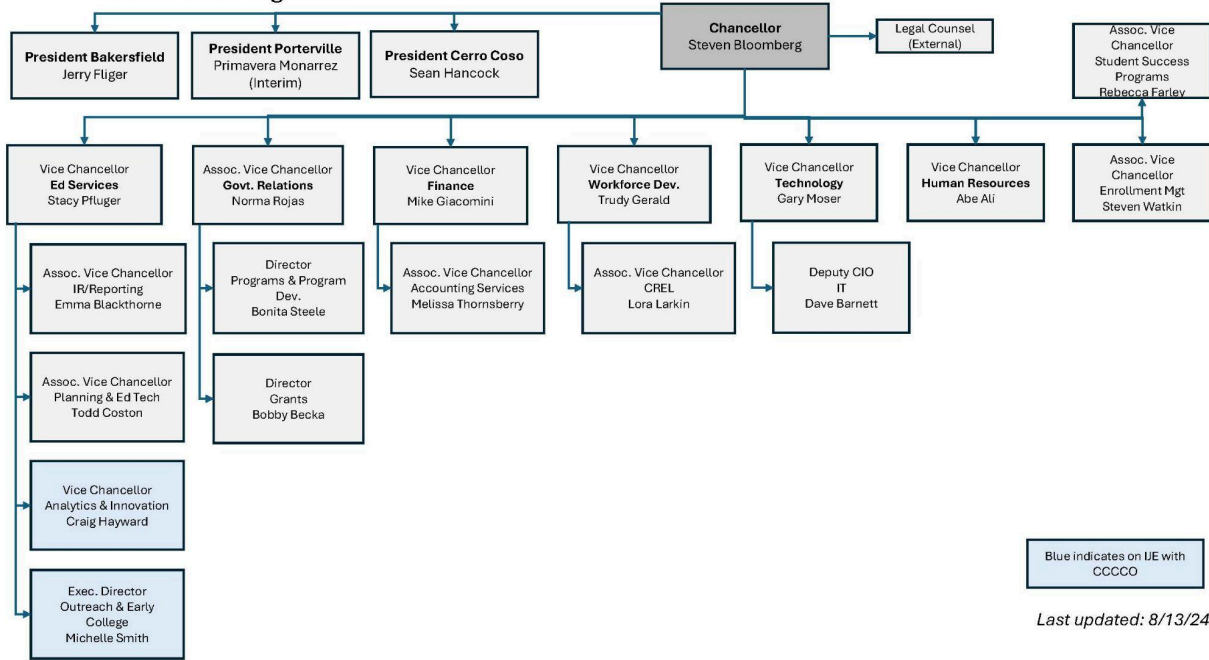 Chancellor
Steven Bloomberg
Legal Counsel
(External)
Assoc. Vice
Chancellor
Student Success
Programs
Rebecca Farley
President Bakersfield
Jerry Fliger
President Porterville
Primavera Monarrez
(Interim)
President Cerro Coso
Sean Hancock
Vice Chancellor
Ed Services
Stacy Pfluger
Assoc. Vice Chancellor
Govt. Relations
Norma Rojas
Vice Chancellor
Finance
Mike Giacomini
Vice Chancellor
Workforce Dev.
Trudy Gerald
Vice Chancellor
Technology
Gary Moser
Vice Chancellor
Human Resources
Abe Ali
Assoc. Vice
Chancellor
Enrollment Mgt
Steven Watkin
Assoc. Vice Chancellor
IR/Reporting
Emma Blackthorne
Director
Programs & Program
Dev.
Bonita Steele
Assoc. Vice Chancellor
Accounting Services
Melissa Thornsberry
Assoc. Vice Chancellor
CREL
Lora Larkin
Deputy CIO
IT
Dave Barnett
Assoc. Vice Chancellor
Planning & Ed Tech
Todd Coston
Director
Grants
Bobby Becka
Vice Chancellor
Analytics & Innovation
Craig Hayward
Exec. Director
Outreach & Early
College
Michelle Smith
Blue indicates on IJE with
CCCCO
Last updated: 8/13/24